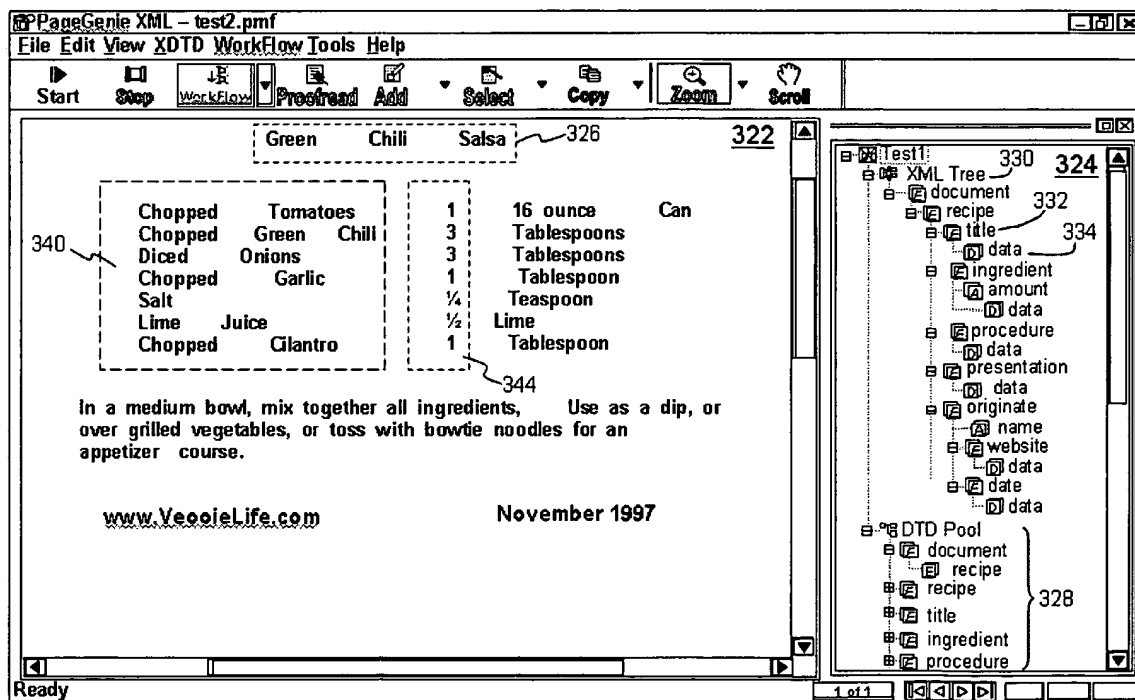 PageGenie XML – test2.pmf
File Edit View XDTD WorkFlow Tools Help
Start Stop WorkFlow Proofread Add Select Copy Zoom Scroll
Green Chili Salsa 326 322
Chopped Tomatoes 1 16 ounce Can
Chopped Green Chili 3 Tablespoons
340
Diced Onions 3 Tablespoons
Chopped Garlic 1 Tablespoon
Salt ¼ Teaspoon
Lime Juice ½ Lime
Chopped Cilantro 1 Tablespoon
344
In a medium bowl, mix together all ingredients, Use as a dip, or
over grilled vegetables, or toss with bowtie noodles for an
appetizer course.
www.VeooieLife.com November 1997
Test1 324
XML Tree 330
document
E recipe
E title 332
D data 334
E ingredient
A amount
D data
E procedure
D data
E presentation
D data
E originate
A name
E website
D data
E date
D data
DTD Pool
E document
E recipe
E recipe
E title
E ingredient
E procedure
328
Ready 1 of 1